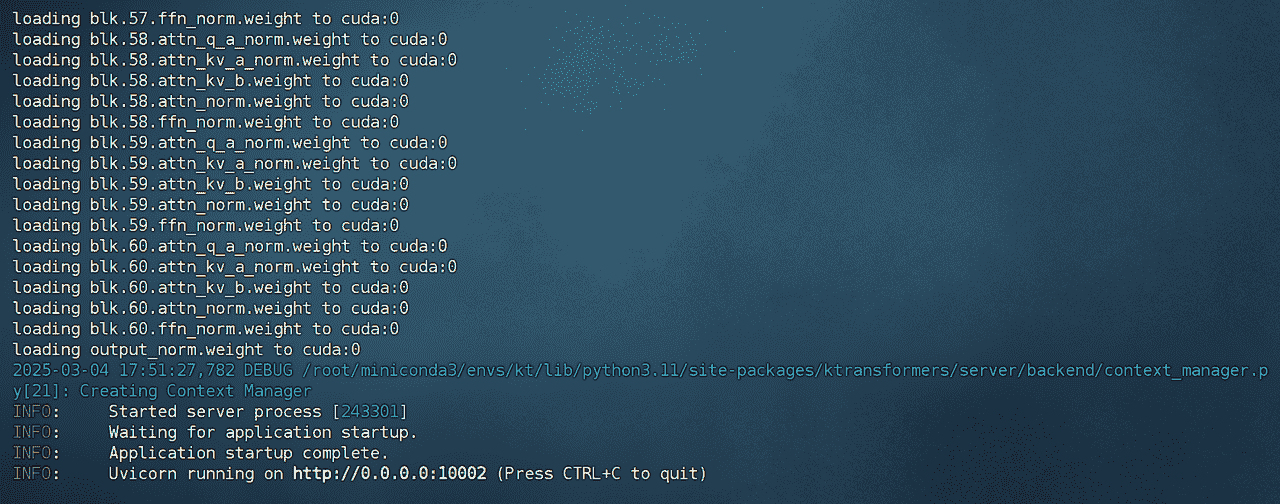 loading blk.57.ffn_norm.weight to cuda:0
loading blk.58.attn_q_a_norm.weight to cuda:0
loading blk.58.attn_kv_a_norm.weight to cuda:0
loading blk.58.attn_kv_b.weight to cuda:0
loading blk.58.attn_norm.weight to cuda:0
loading blk.58.ffn_norm.weight to cuda:0
loading blk.59.attn_q_a_norm.weight to cuda:0
loading blk.59.attn_kv_a_norm.weight to cuda:0
loading blk.59.attn_kv_b.weight to cuda:0
loading blk.59.attn_norm.weight to cuda:0
loading blk.59.ffn_norm.weight to cuda:0
loading blk.60.attn_q_a_norm.weight to cuda:0
loading blk.60.attn_kv_a_norm.weight to cuda:0
loading blk.60.attn_kv_b.weight to cuda:0
loading blk.60.attn_norm.weight to cuda:0
loading blk.60.ffn_norm.weight to cuda:0
loading output_norm.weight to cuda:0
2025-03-04 17:51:27,782 DEBUG /root/miniconda3/envs/kt/lib/python3.11/site-packages/ktransformers/server/backend/context_manager.p
y[21]: Creating Context Manager
INFO:     Started server process [243301]
INFO:     Waiting for application startup.
INFO:     Application startup complete.
INFO:     Uvicorn running on http://0.0.0.0:10002 (Press CTRL+C to quit)